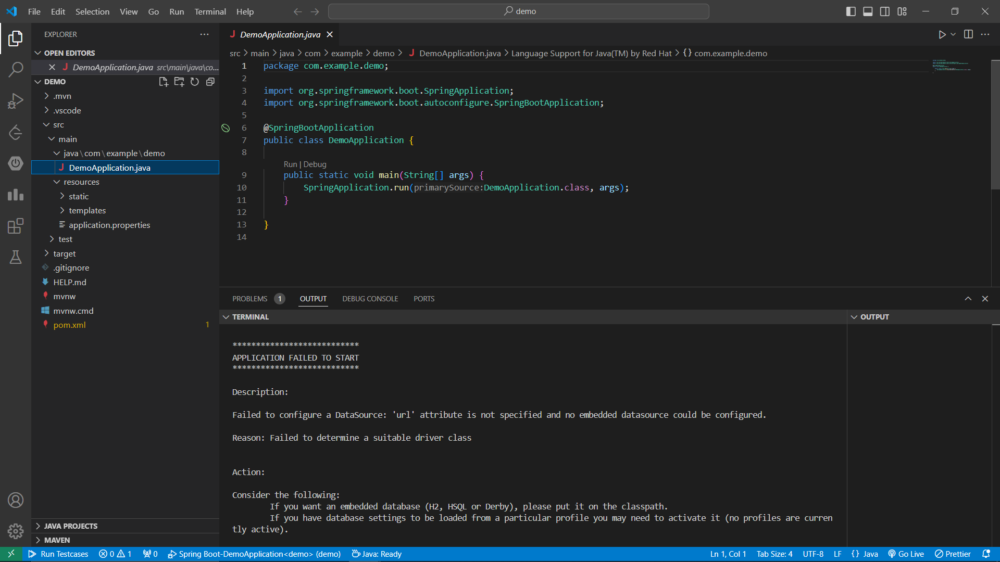 File Edit Selection View Go Run Terminal Help
demo
EXPLORER
OPEN EDITORS
DemoApplication.java src\main\java\co...
DEMO
.mvn
.vscode
src
main
java\com\example\demo
DemoApplication.java
resources
static
templates
application.properties
test
target
.gitignore
HELP.md
mvnw
mvnw.cmd
pom.xml 1
JAVA PROJECTS
MAVEN
DemoApplication.java
src > main > java > com > example > demo > DemoApplication.java > Language Support for Java(TM) by Red Hat > {} com.example.demo
1 package com.example.demo;
2
3 import org.springframework.boot.SpringApplication;
4 import org.springframework.boot.autoconfigure.SpringBootApplication;
5
6 @SpringBootApplication
7 public class DemoApplication {
8
Run | Debug
9 public static void main(String[] args) {
10 SpringApplication.run(primarySource:DemoApplication.class, args);
11 }
12
13 }
14
PROBLEMS 1 OUTPUT DEBUG CONSOLE PORTS
TERMINAL
OUTPUT
***************************
APPLICATION FAILED TO START
***************************
Description:
Failed to configure a DataSource: 'url' attribute is not specified and no embedded datasource could be configured.
Reason: Failed to determine a suitable driver class
Action:
Consider the following:
If you want an embedded database (H2, HSQL or Derby), please put it on the classpath.
If you have database settings to be loaded from a particular profile you may need to activate it (no profiles are curren
tly active).
Run Testcases 0 1 0 Spring Boot-DemoApplication<demo> (demo) Java: Ready Ln 1, Col 1 Tab Size: 4 UTF-8 LF {} Java Go Live Prettier